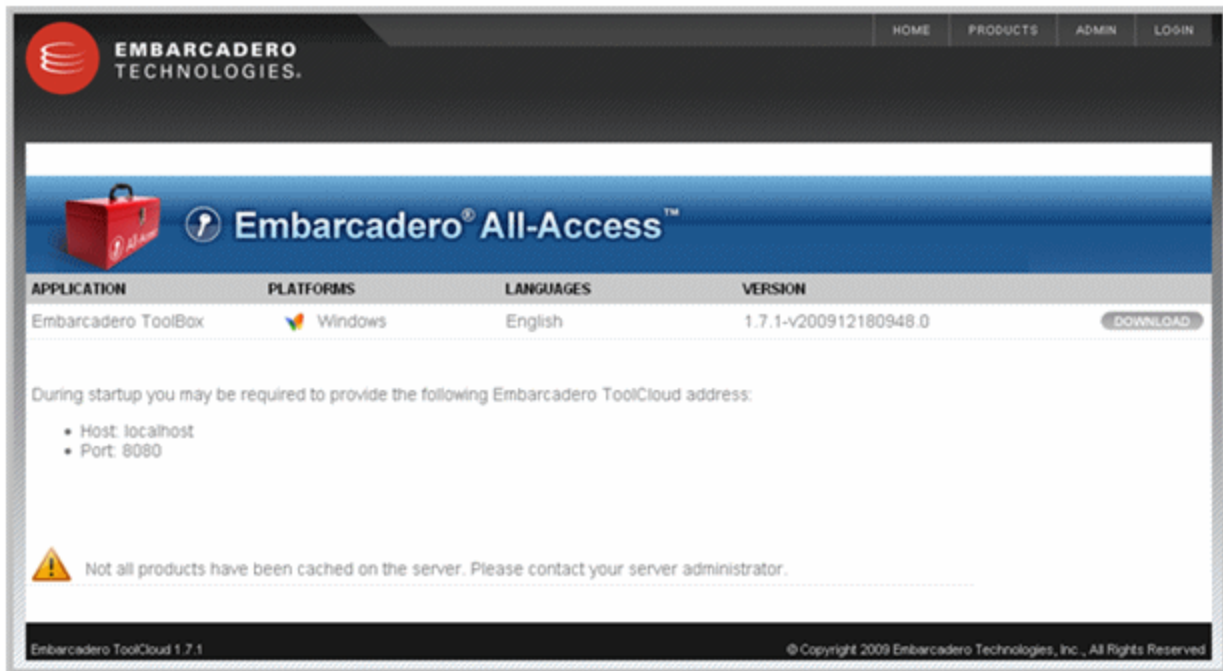 HOME PRODUCTS ADMIN LOGIN
EMBARCADERO
TECHNOLOGIES.
Embarcadero® All-Access™
All-Access
APPLICATION PLATFORMS LANGUAGES VERSION
Embarcadero ToolBox Windows English 1.7.1-v200912180948.0 DOWNLOAD
During startup you may be required to provide the following Embarcadero ToolCloud address:
• Host: localhost
• Port: 8080
Not all products have been cached on the server. Please contact your server administrator.
Embarcadero ToolCloud 1.7.1 © Copyright 2009 Embarcadero Technologies, Inc., All Rights Reserved